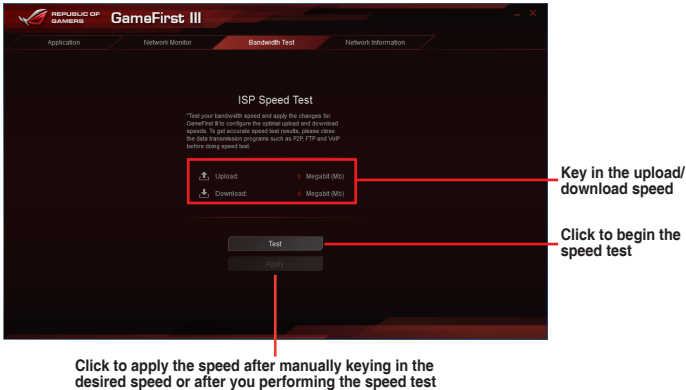 REPUBLIC OF
GAMERS
GameFirst III
Application
Network Monitor
Bandwidth Test
Network Information
ISP Speed Test
*Test your bandwidth speed and apply the changes for
GameFirst III to configure the optimal upload and download
speeds. To get accurate speed test results, please close
the data transmission programs such as P2P, FTP and VoIP
before doing speed test.
Upload: 0 Megabit (Mb)
Download: 0 Megabit (Mb)
Key in the upload/
download speed
Test
Click to begin the
speed test
Apply
Click to apply the speed after manually keying in the
desired speed or after you performing the speed test